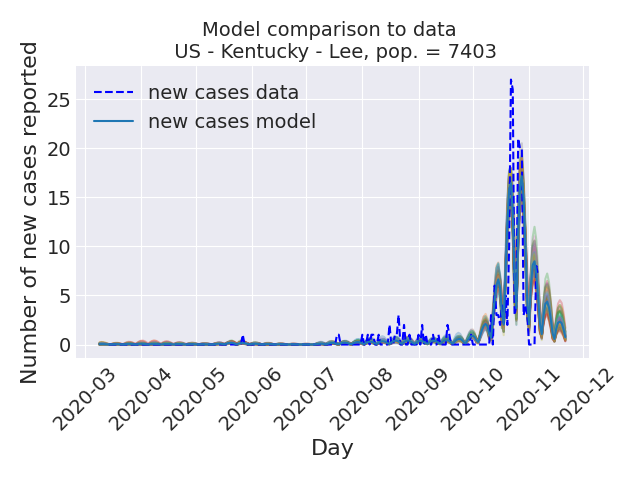 Model comparison to data
US - Kentucky - Lee, pop. = 7403
Number of new cases reported
25
20
15
10
5
0
new cases data
new cases model
2020-03
2020-04
2020-05
2020-06
2020-07
2020-08
2020-09
2020-10
2020-11
2020-12
Day